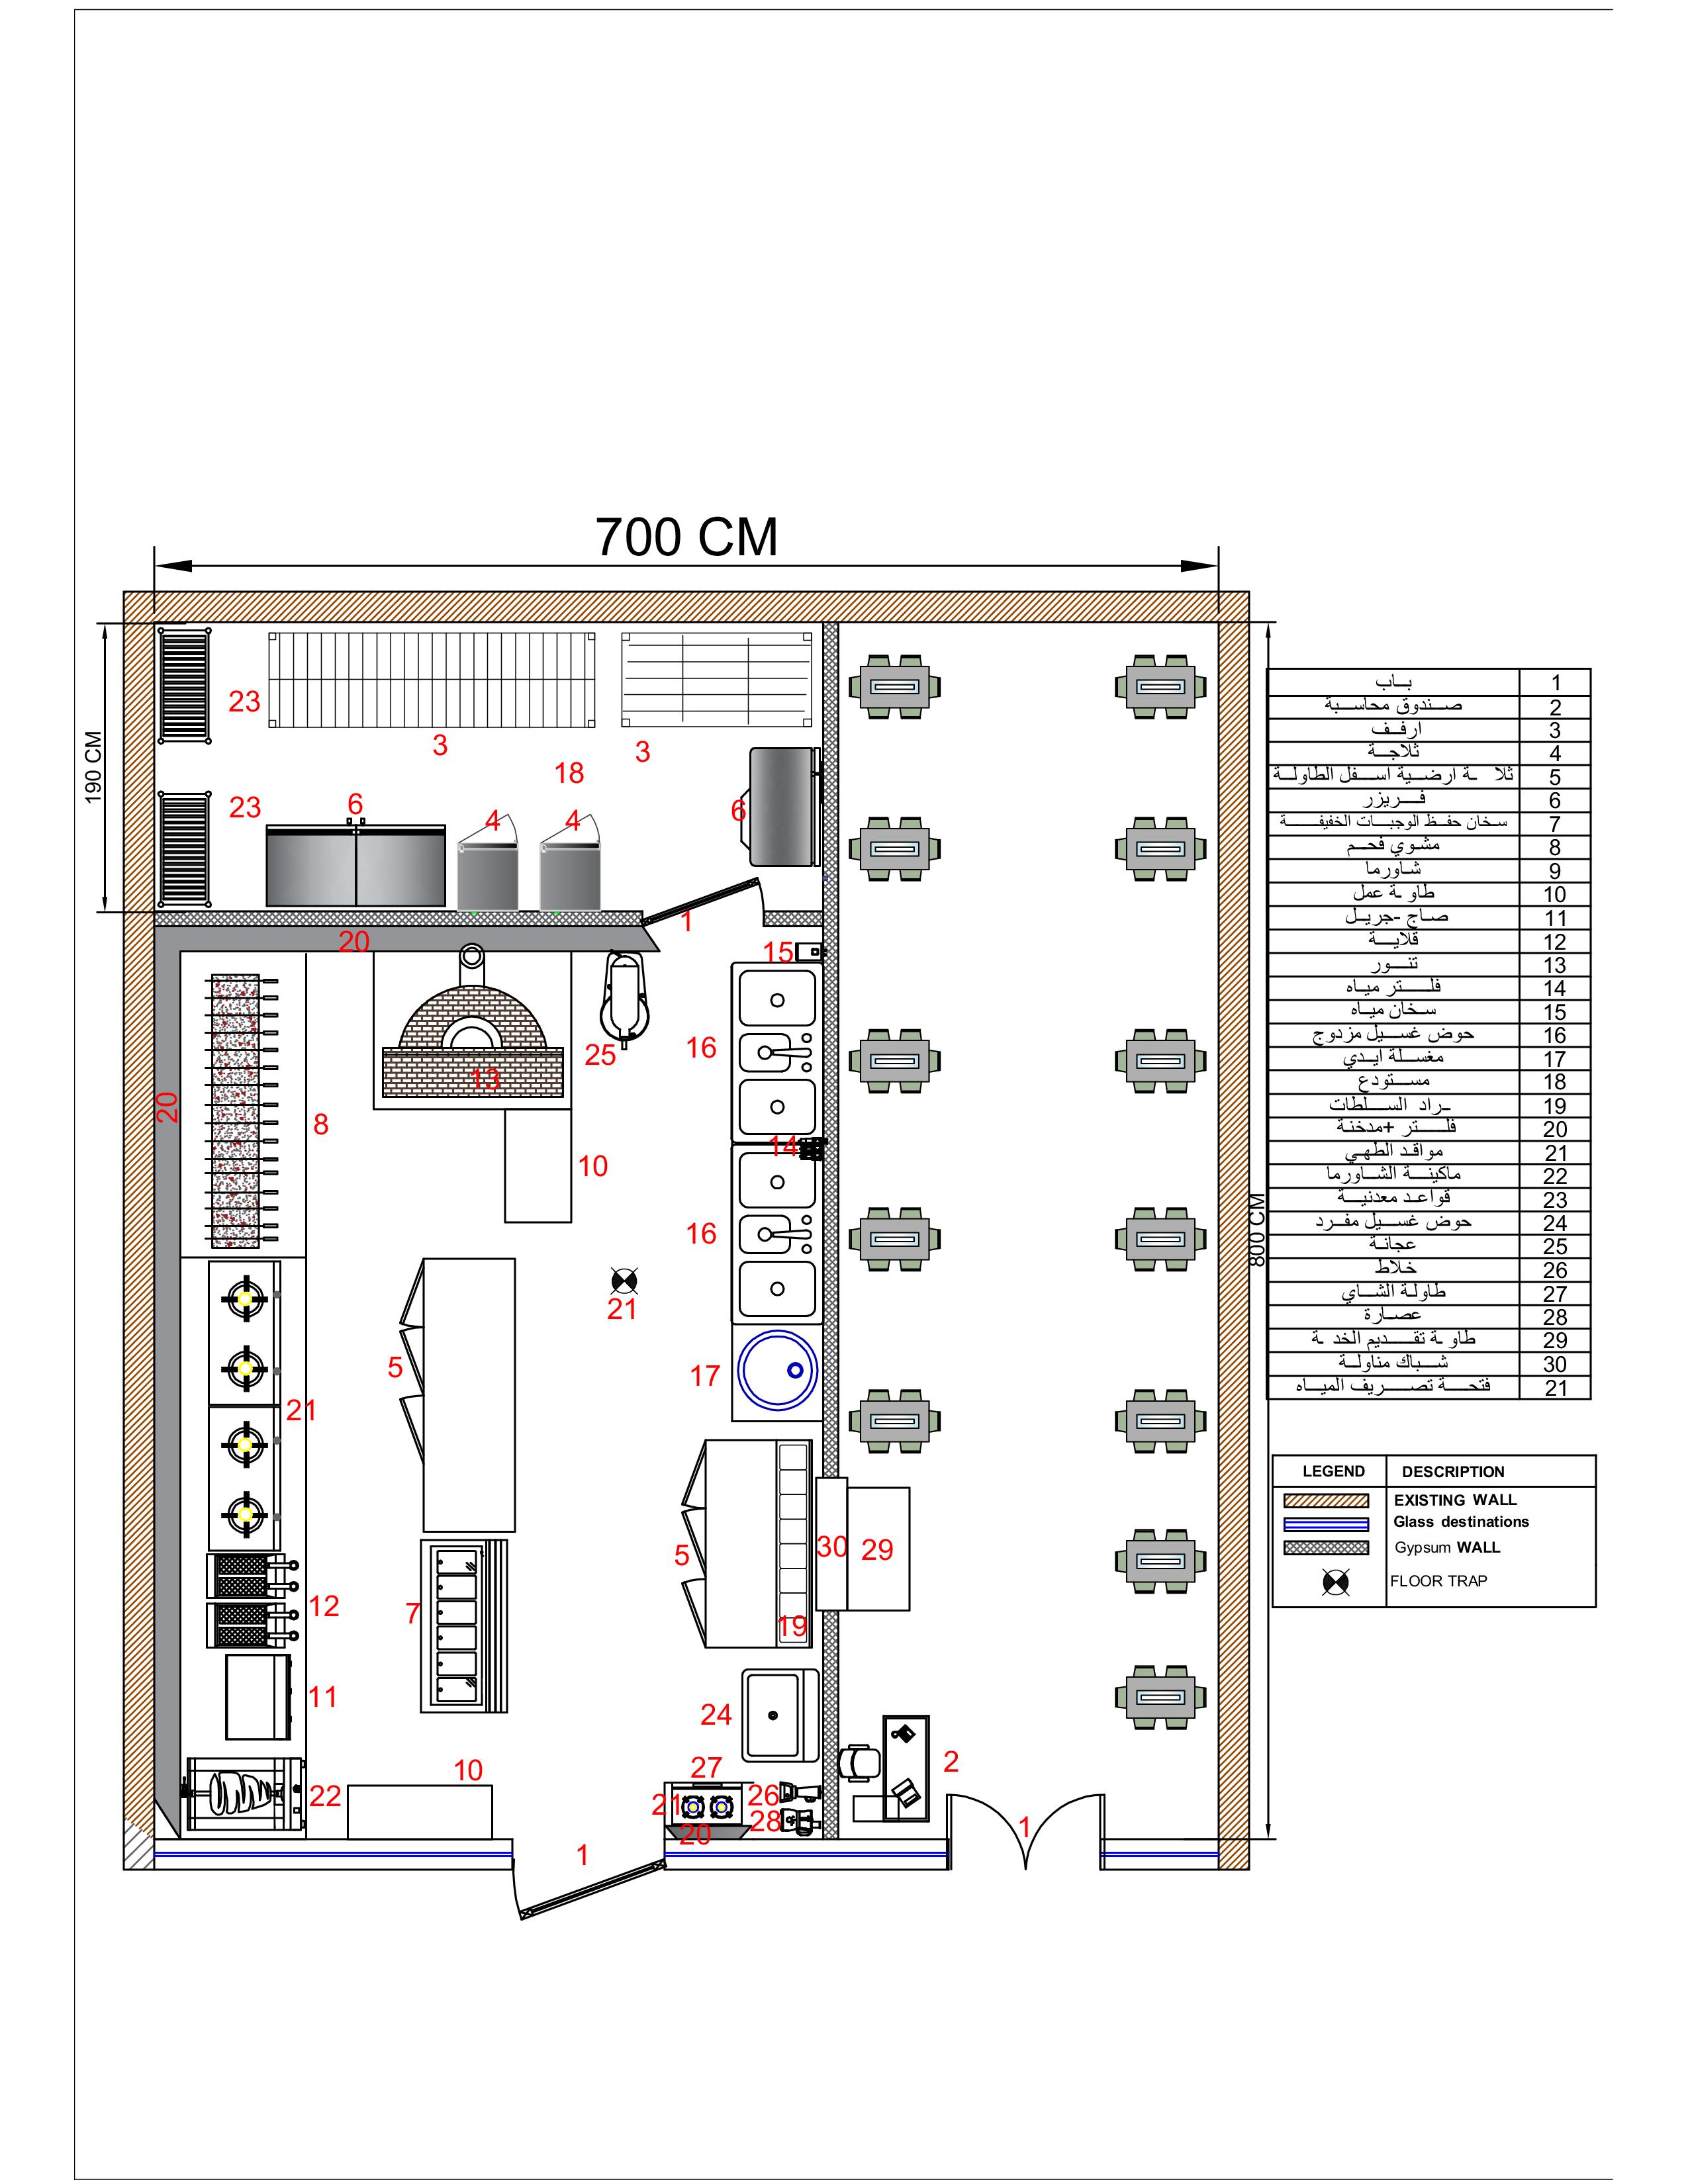 700 CM
190 CM
23
3
3
18
23
6
4
4
6
1
20
15
25
16
13
20
8
14
10
16
21
5
17
21
30
29
5
7
12
19
11
24
10
27
2
22
21
26
28
20
1
1
800 CM
باب 1
صندوق محاسبة 2
ارفف 3
ثلاجة 4
ارضية اسفل الطاولة 5
فريزر 6
سخان حفظ الوجبات الخفيفة 7
مشوي فحم 8
شاورما 9
عمل 10
صاج -جريل 11
قلاية 12
تنور 13
فلتر مياه 14
سخان مياه 15
حوض غسيل مزدوج 16
مغسلة ايدي 17
مستودع 18
السلطات 19
فلتر +مدخنة 20
مواقد الطهي 21
ماكينة الشاورما 22
قواعد معدنية 23
حوض غسيل مفرد 24
عجانة 25
خلاط 26
طاولة الشاي 27
عصارة 28
تقديم 29
شباك مناولة 30
فتحة تصريف المياه 21
LEGEND DESCRIPTION
EXISTING WALL
Glass destinations
Gypsum WALL
FLOOR TRAP